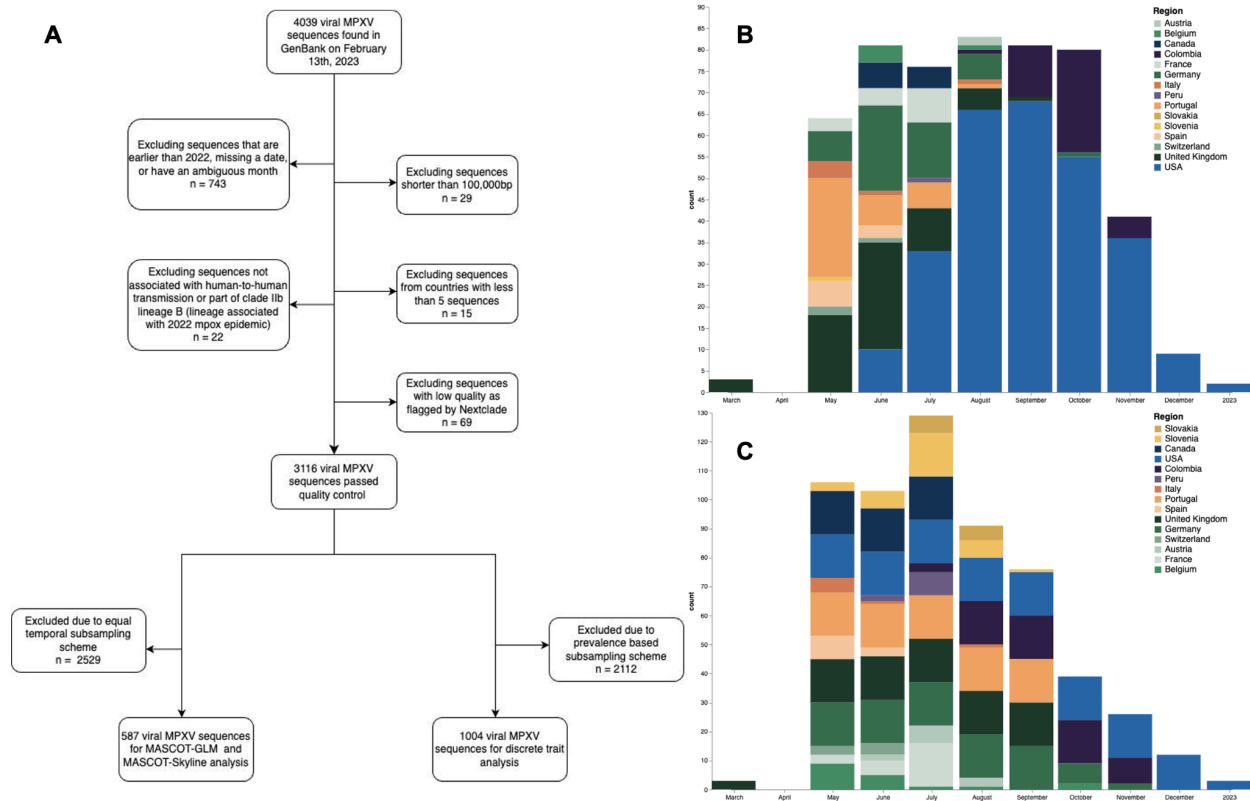 A
4039 viral MPXV
sequences found in
GenBank on February
13th, 2023
Excluding sequences that are
earlier than 2022, missing a date,
or have an ambiguous month
n = 743
Excluding sequences
shorter than 100,000bp
n = 29
Excluding sequences not
associated with human-to-human
transmission or part of clade IIb
lineage B (lineage associated
with 2022 mpox epidemic)
n = 22
Excluding sequences
from countries with less
than 5 sequences
n = 15
Excluding sequences
with low quality as
flagged by Nextclade
n = 69
3116 viral MPXV
sequences passed
quality control
Excluded due to equal
temporal subsampling
scheme
n = 2529
Excluded due to
prevalence based
subsampling scheme
n = 2112
587 viral MPXV sequences
for MASCOT-GLM and
MASCOT-Skyline analysis
1004 viral MPXV
sequences for discrete trait
analysis
B
90
85
80
75
70
65
60
55
50
45
40
35
30
25
20
15
10
5
0
count
March April May June July August September October November December 2023
Region
Austria
Belgium
Canada
Colombia
France
Germany
Italy
Peru
Portugal
Slovakia
Slovenia
Spain
Switzerland
United Kingdom
USA
C
130
120
110
100
90
80
70
60
50
40
30
20
10
0
count
March April May June July August September October November December 2023
Region
Slovakia
Slovenia
Canada
USA
Colombia
Peru
Italy
Portugal
Spain
United Kingdom
Germany
Switzerland
Austria
France
Belgium